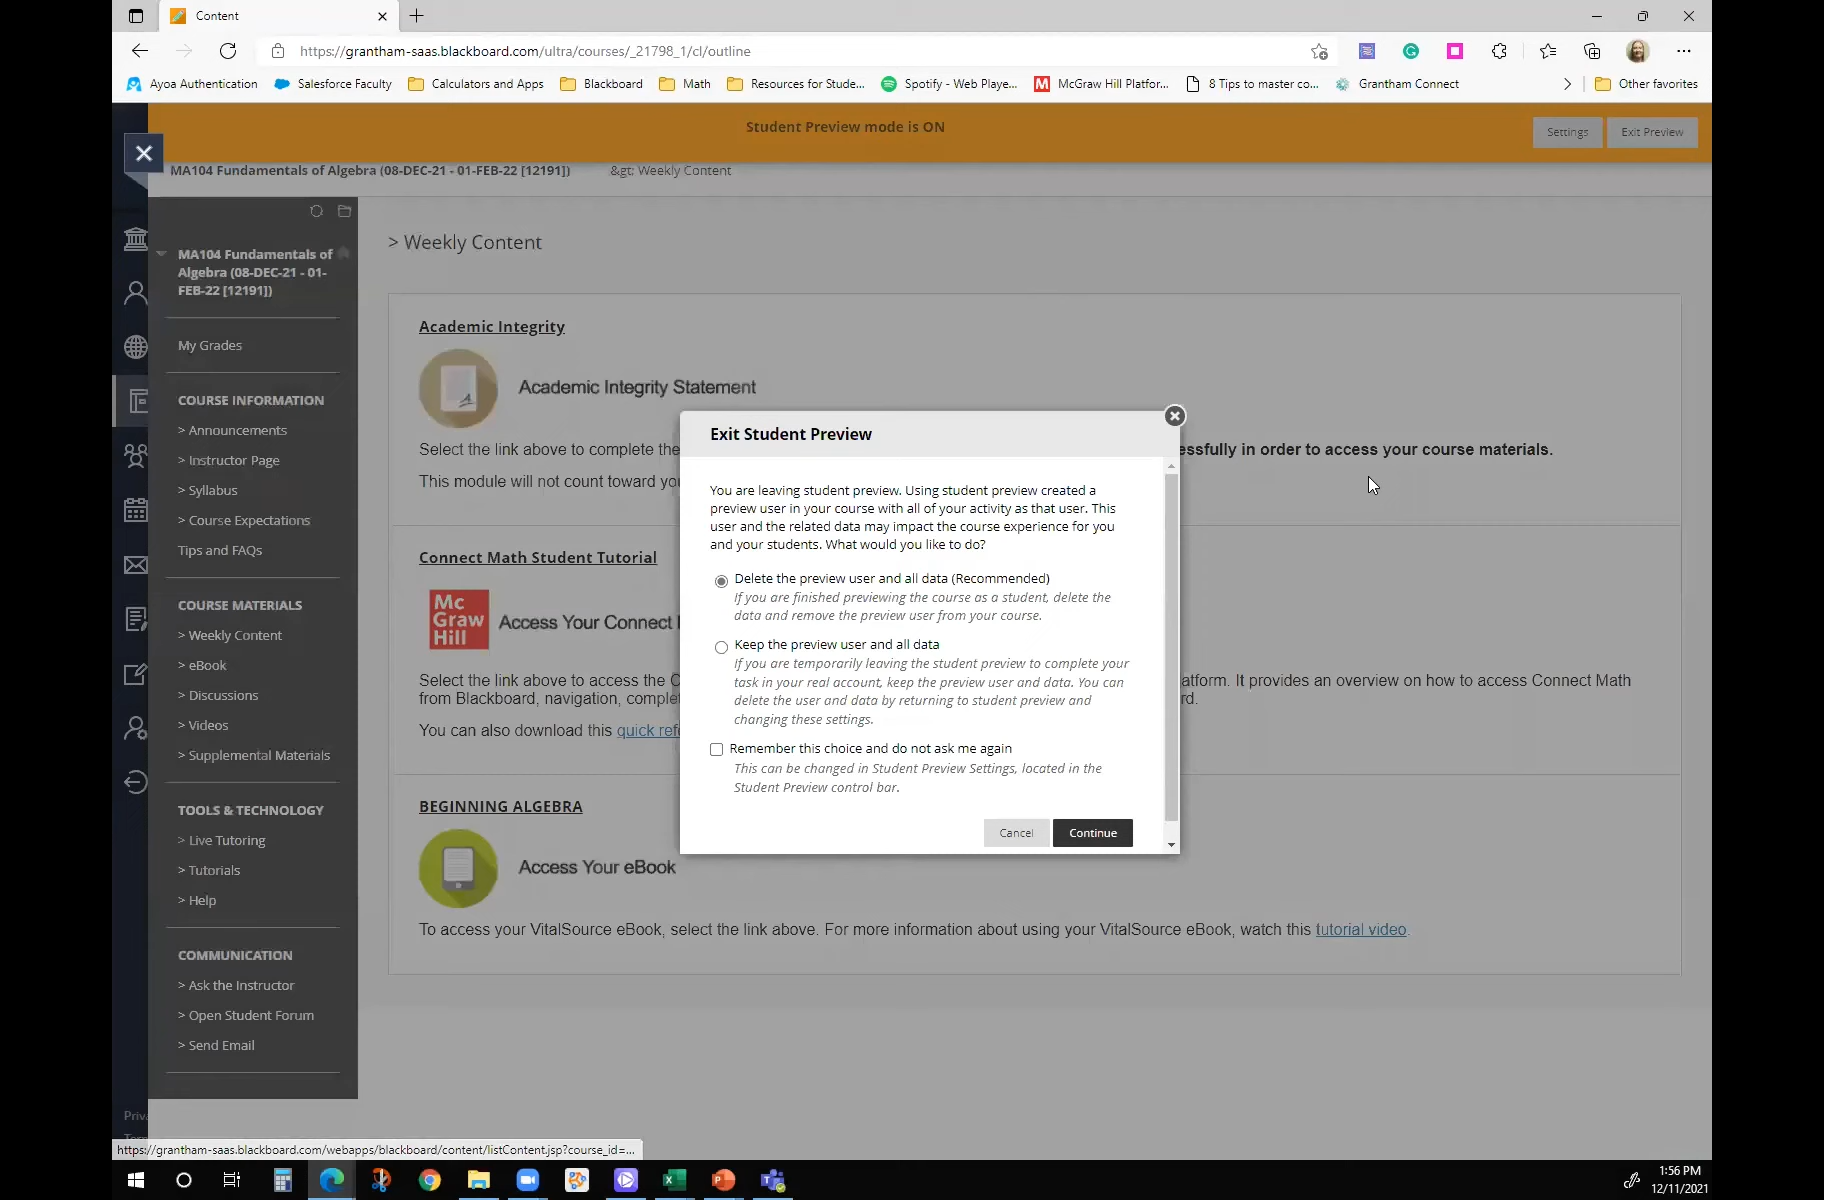 Content
https://grantham-saas.blackboard.com/ultra/courses/_21798_1/cl/outline
Ayoa Authentication Salesforce Faculty Calculators and Apps Blackboard Math Resources for Stude... Spotify - Web Playe... McGraw Hill Platfor... 8 Tips to master co... Grantham Connect Other favorites
Student Preview mode is ON
Settings Exit Preview
MA104 Fundamentals of Algebra (08-DEC-21 - 01-FEB-22 [12191]) &gt; Weekly Content
MA104 Fundamentals of
Algebra (08-DEC-21 - 01-
FEB-22 [12191])
My Grades
COURSE INFORMATION
> Announcements
> Instructor Page
> Syllabus
> Course Expectations
Tips and FAQs
COURSE MATERIALS
> Weekly Content
> eBook
> Discussions
> Videos
> Supplemental Materials
TOOLS & TECHNOLOGY
> Live Tutoring
> Tutorials
> Help
COMMUNICATION
> Ask the Instructor
> Open Student Forum
> Send Email
> Weekly Content
Academic Integrity
Academic Integrity Statement
Select the link above to complete the
essfully in order to access your course materials.
This module will not count toward yo
Connect Math Student Tutorial
Mc
Graw
Hill
Access Your Connect
Select the link above to access the C
atform. It provides an overview on how to access Connect Math
from Blackboard, navigation, complet
rd.
You can also download this quick ref
BEGINNING ALGEBRA
Access Your eBook
To access your VitalSource eBook, select the link above. For more information about using your VitalSource eBook, watch this tutorial video.
Exit Student Preview
You are leaving student preview. Using student preview created a
preview user in your course with all of your activity as that user. This
user and the related data may impact the course experience for you
and your students. What would you like to do?
Delete the preview user and all data (Recommended)
If you are finished previewing the course as a student, delete the
data and remove the preview user from your course.
Keep the preview user and all data
If you are temporarily leaving the student preview to complete your
task in your real account, keep the preview user and data. You can
delete the user and data by returning to student preview and
changing these settings.
Remember this choice and do not ask me again
This can be changed in Student Preview Settings, located in the
Student Preview control bar.
Cancel Continue
Priv
https://grantham-saas.blackboard.com/webapps/blackboard/content/listContent.jsp?course_id=...
1:56 PM
12/11/2021